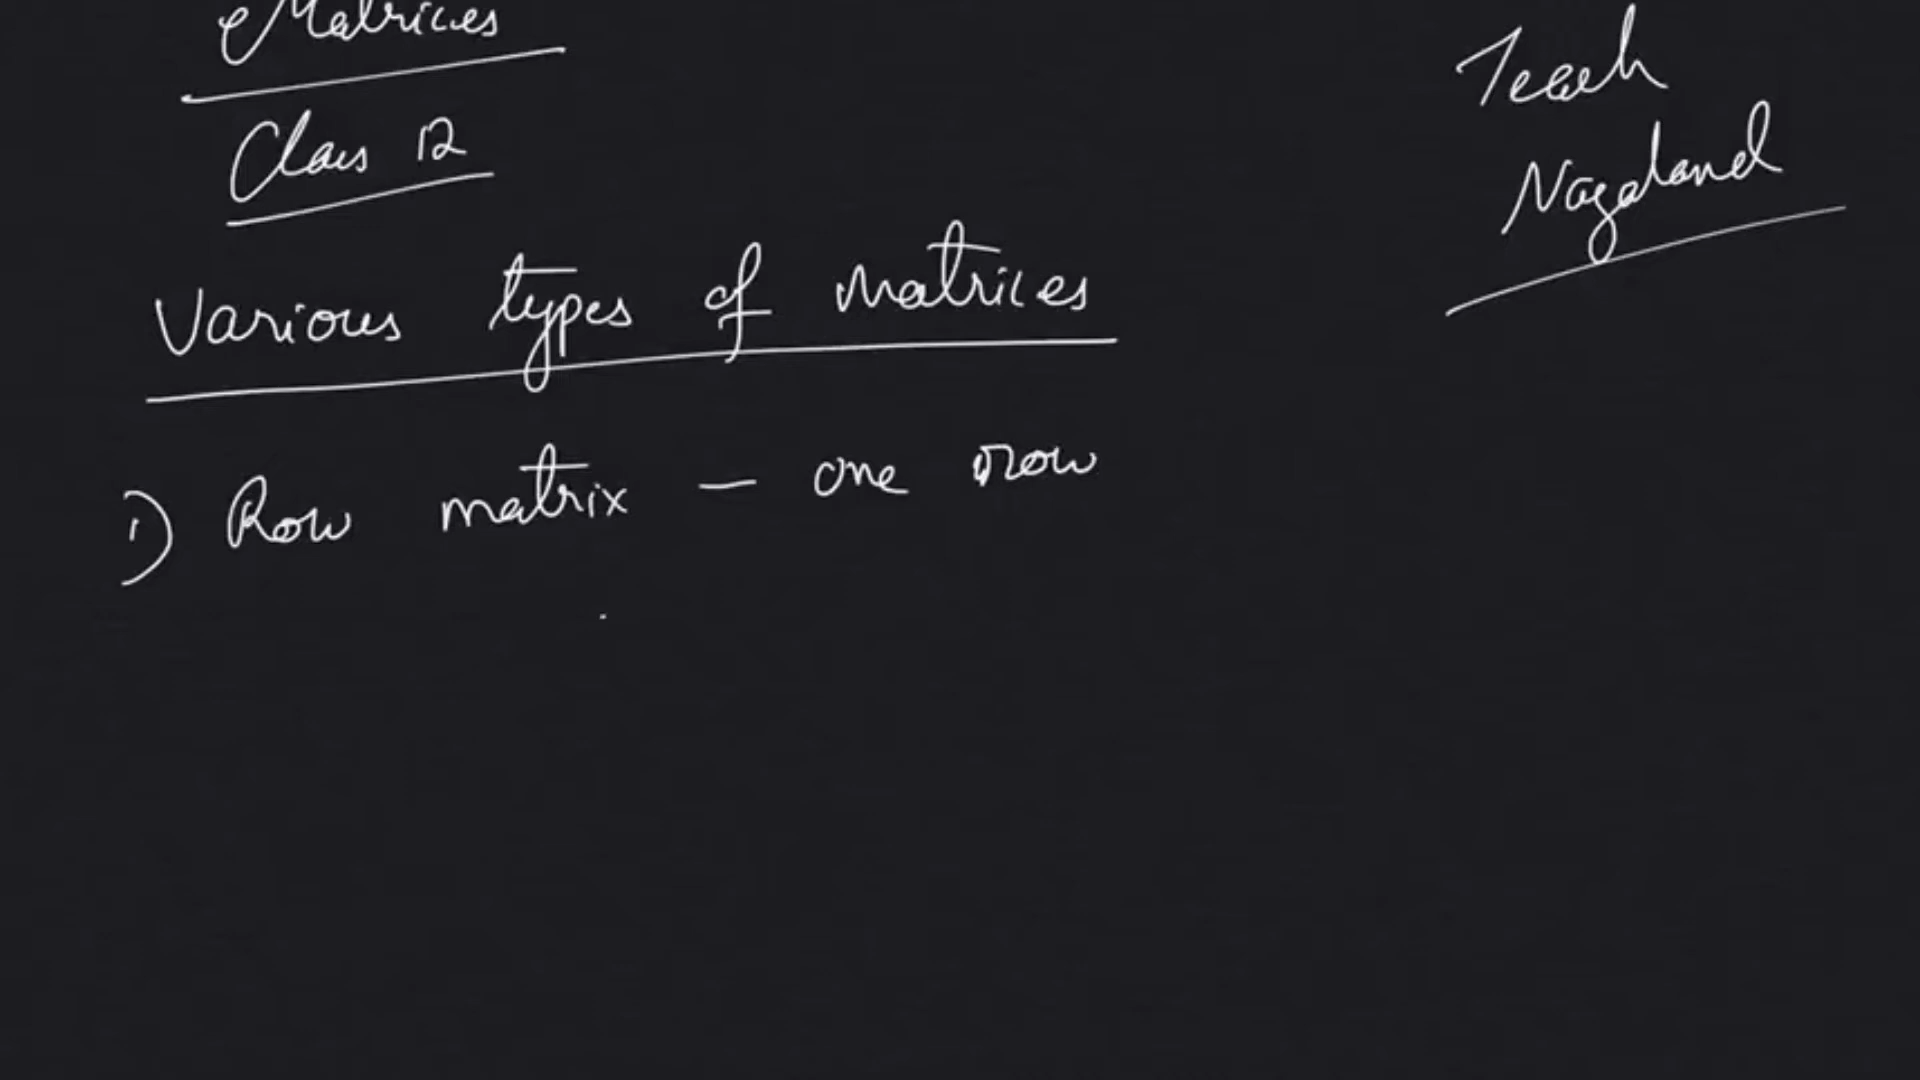 Matrices
Class 12
Various types of matrices
1) Row matrix — one row
Teach
Nagaland